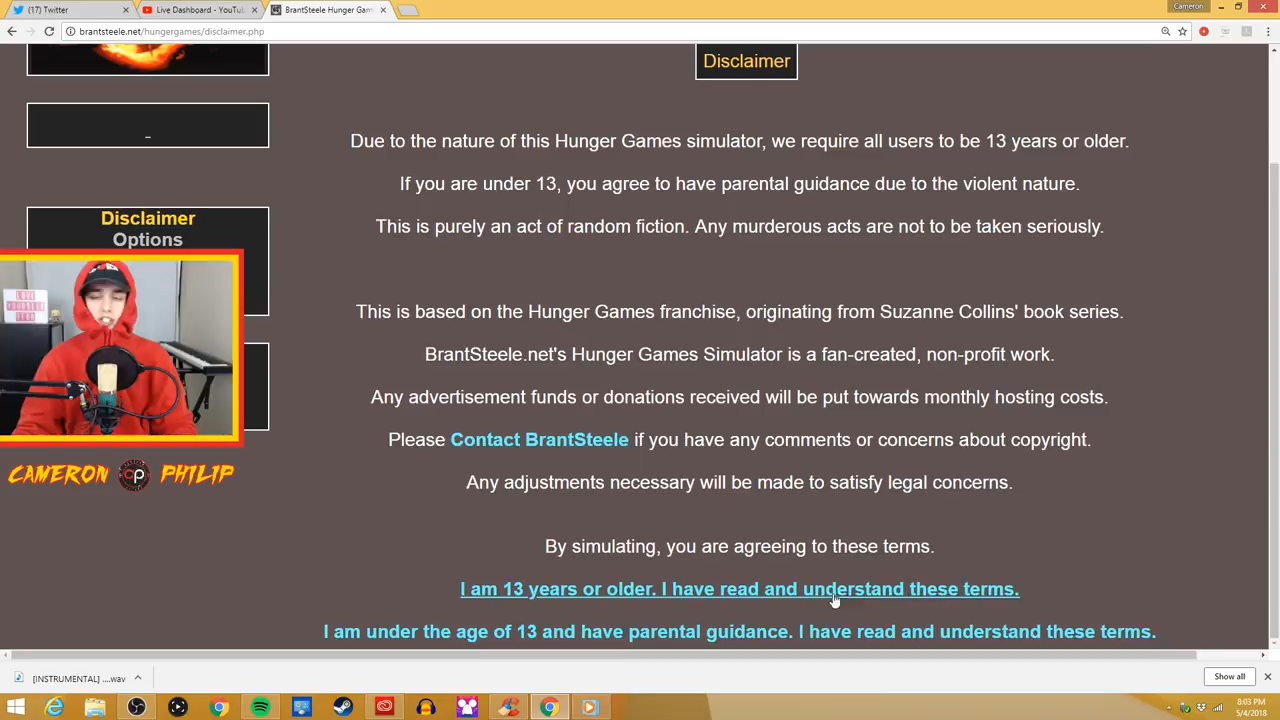 (17) Twitter
Live Dashboard - YouTu
BrantSteele Hunger Gam
Cameron
brantsteele.net/hungergames/disclaimer.php
Disclaimer
Due to the nature of this Hunger Games simulator, we require all users to be 13 years or older.
If you are under 13, you agree to have parental guidance due to the violent nature.
This is purely an act of random fiction. Any murderous acts are not to be taken seriously.
-
Disclaimer
Options
This is based on the Hunger Games franchise, originating from Suzanne Collins' book series.
BrantSteele.net's Hunger Games Simulator is a fan-created, non-profit work.
Any advertisement funds or donations received will be put towards monthly hosting costs.
Please Contact BrantSteele if you have any comments or concerns about copyright.
Any adjustments necessary will be made to satisfy legal concerns.
LOVE
YOURSELF
CAMERON cp PHILIP
By simulating, you are agreeing to these terms.
I am 13 years or older. I have read and understand these terms.
I am under the age of 13 and have parental guidance. I have read and understand these terms.
[INSTRUMENTAL] ....wav
Show all
8:03 PM
5/4/2018